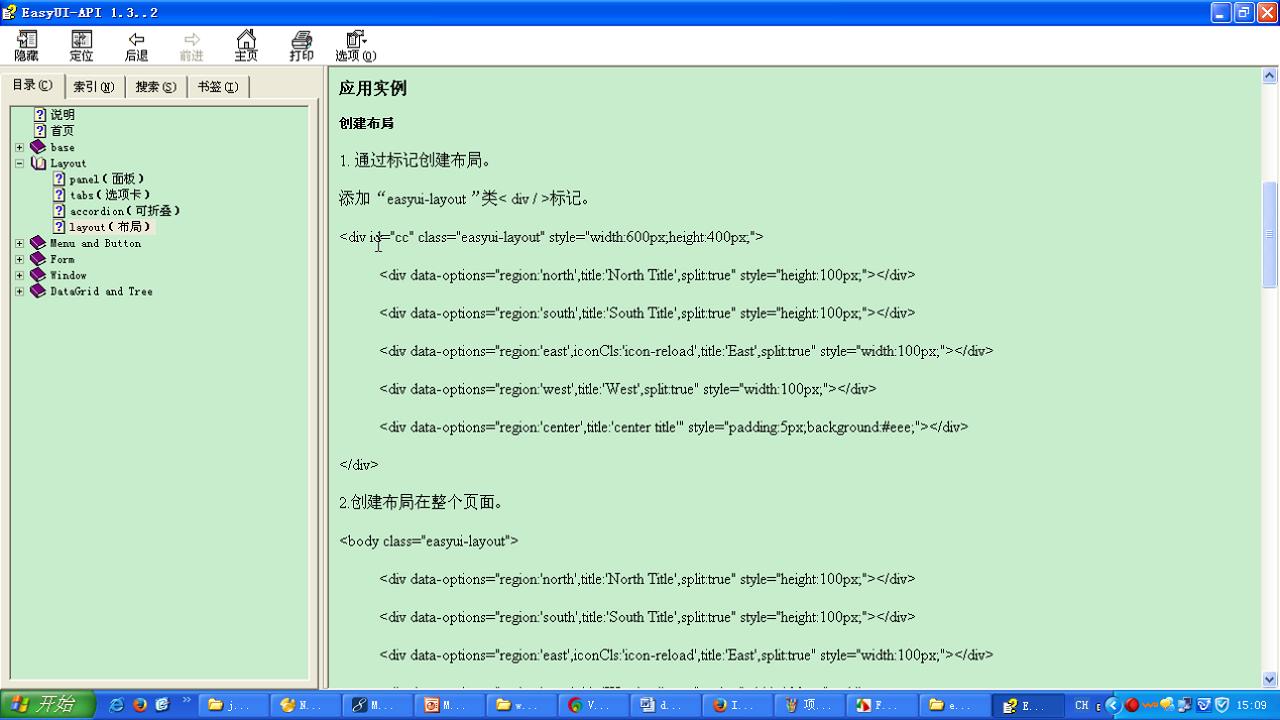 EasyUI-API 1.3..2
隐藏 定位 后退 前进 主页 打印 选项(O)
目录(C) 索引(N) 搜索(S) 书签(I)
说明
首页
base
Layout
panel(面板)
tabs(选项卡)
accordion(可折叠)
layout(布局)
Menu and Button
Form
Window
DataGrid and Tree
应用实例
创建布局
1. 通过标记创建布局。
添加“easyui-layout ”类< div / >标记。
<div id="cc" class="easyui-layout" style="width:600px;height:400px;">
<div data-options="region:'north',title:'North Title',split:true" style="height:100px;"></div>
<div data-options="region:'south',title:'South Title',split:true" style="height:100px;"></div>
<div data-options="region:'east',iconCls:'icon-reload',title:'East',split:true" style="width:100px;"></div>
<div data-options="region:'west',title:'West',split:true" style="width:100px;"></div>
<div data-options="region:'center',title:'center title'" style="padding:5px;background:#eee;"></div>
</div>
2.创建布局在整个页面。
<body class="easyui-layout">
<div data-options="region:'north',title:'North Title',split:true" style="height:100px;"></div>
<div data-options="region:'south',title:'South Title',split:true" style="height:100px;"></div>
<div data-options="region:'east',iconCls:'icon-reload',title:'East',split:true" style="width:100px;"></div>
开始 j... N... M... M... w... V... d... I... 项... F... e... E... CH 15:09